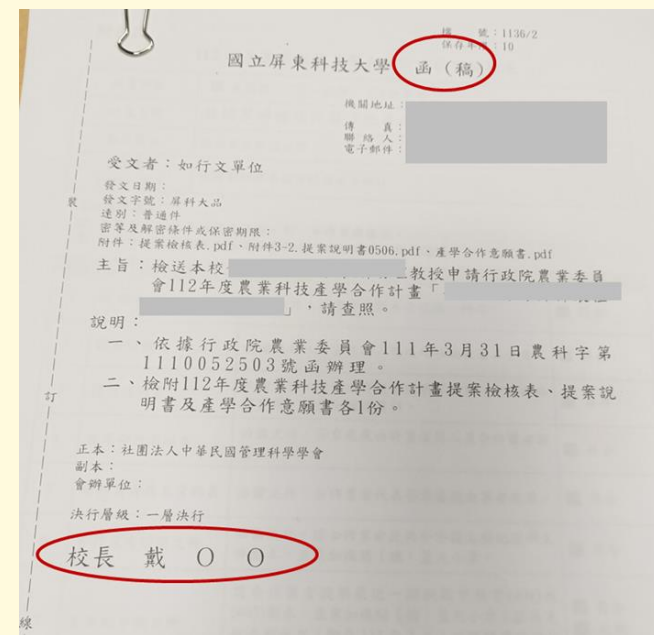 檔　號：1136/2
保存年限：10
國立屏東科技大學　函（稿）
機關地址：
傳　真：
聯 絡 人：
電子郵件：
受文者：如行文單位
發文日期：
發文字號：屏科大品
速別：普通件
密等及解密條件或保密期限：
附件：提案檢核表.pdf、附件3-2.提案說明書0506.pdf、產學合作意願書.pdf
主旨：檢送本校 教授申請行政院農業委員
會112年度農業科技產學合作計畫「
」，請查照。
說明：
一、依據行政院農業委員會111年3月31日農科字第
1110052503號函辦理。
二、檢附112年度農業科技產學合作計畫提案檢核表、提案說
明書及產學合作意願書各1份。
正本：社團法人中華民國管理科學學會
副本：
會辦單位：
決行層級：一層決行
校長　戴　○　○
裝
訂
線